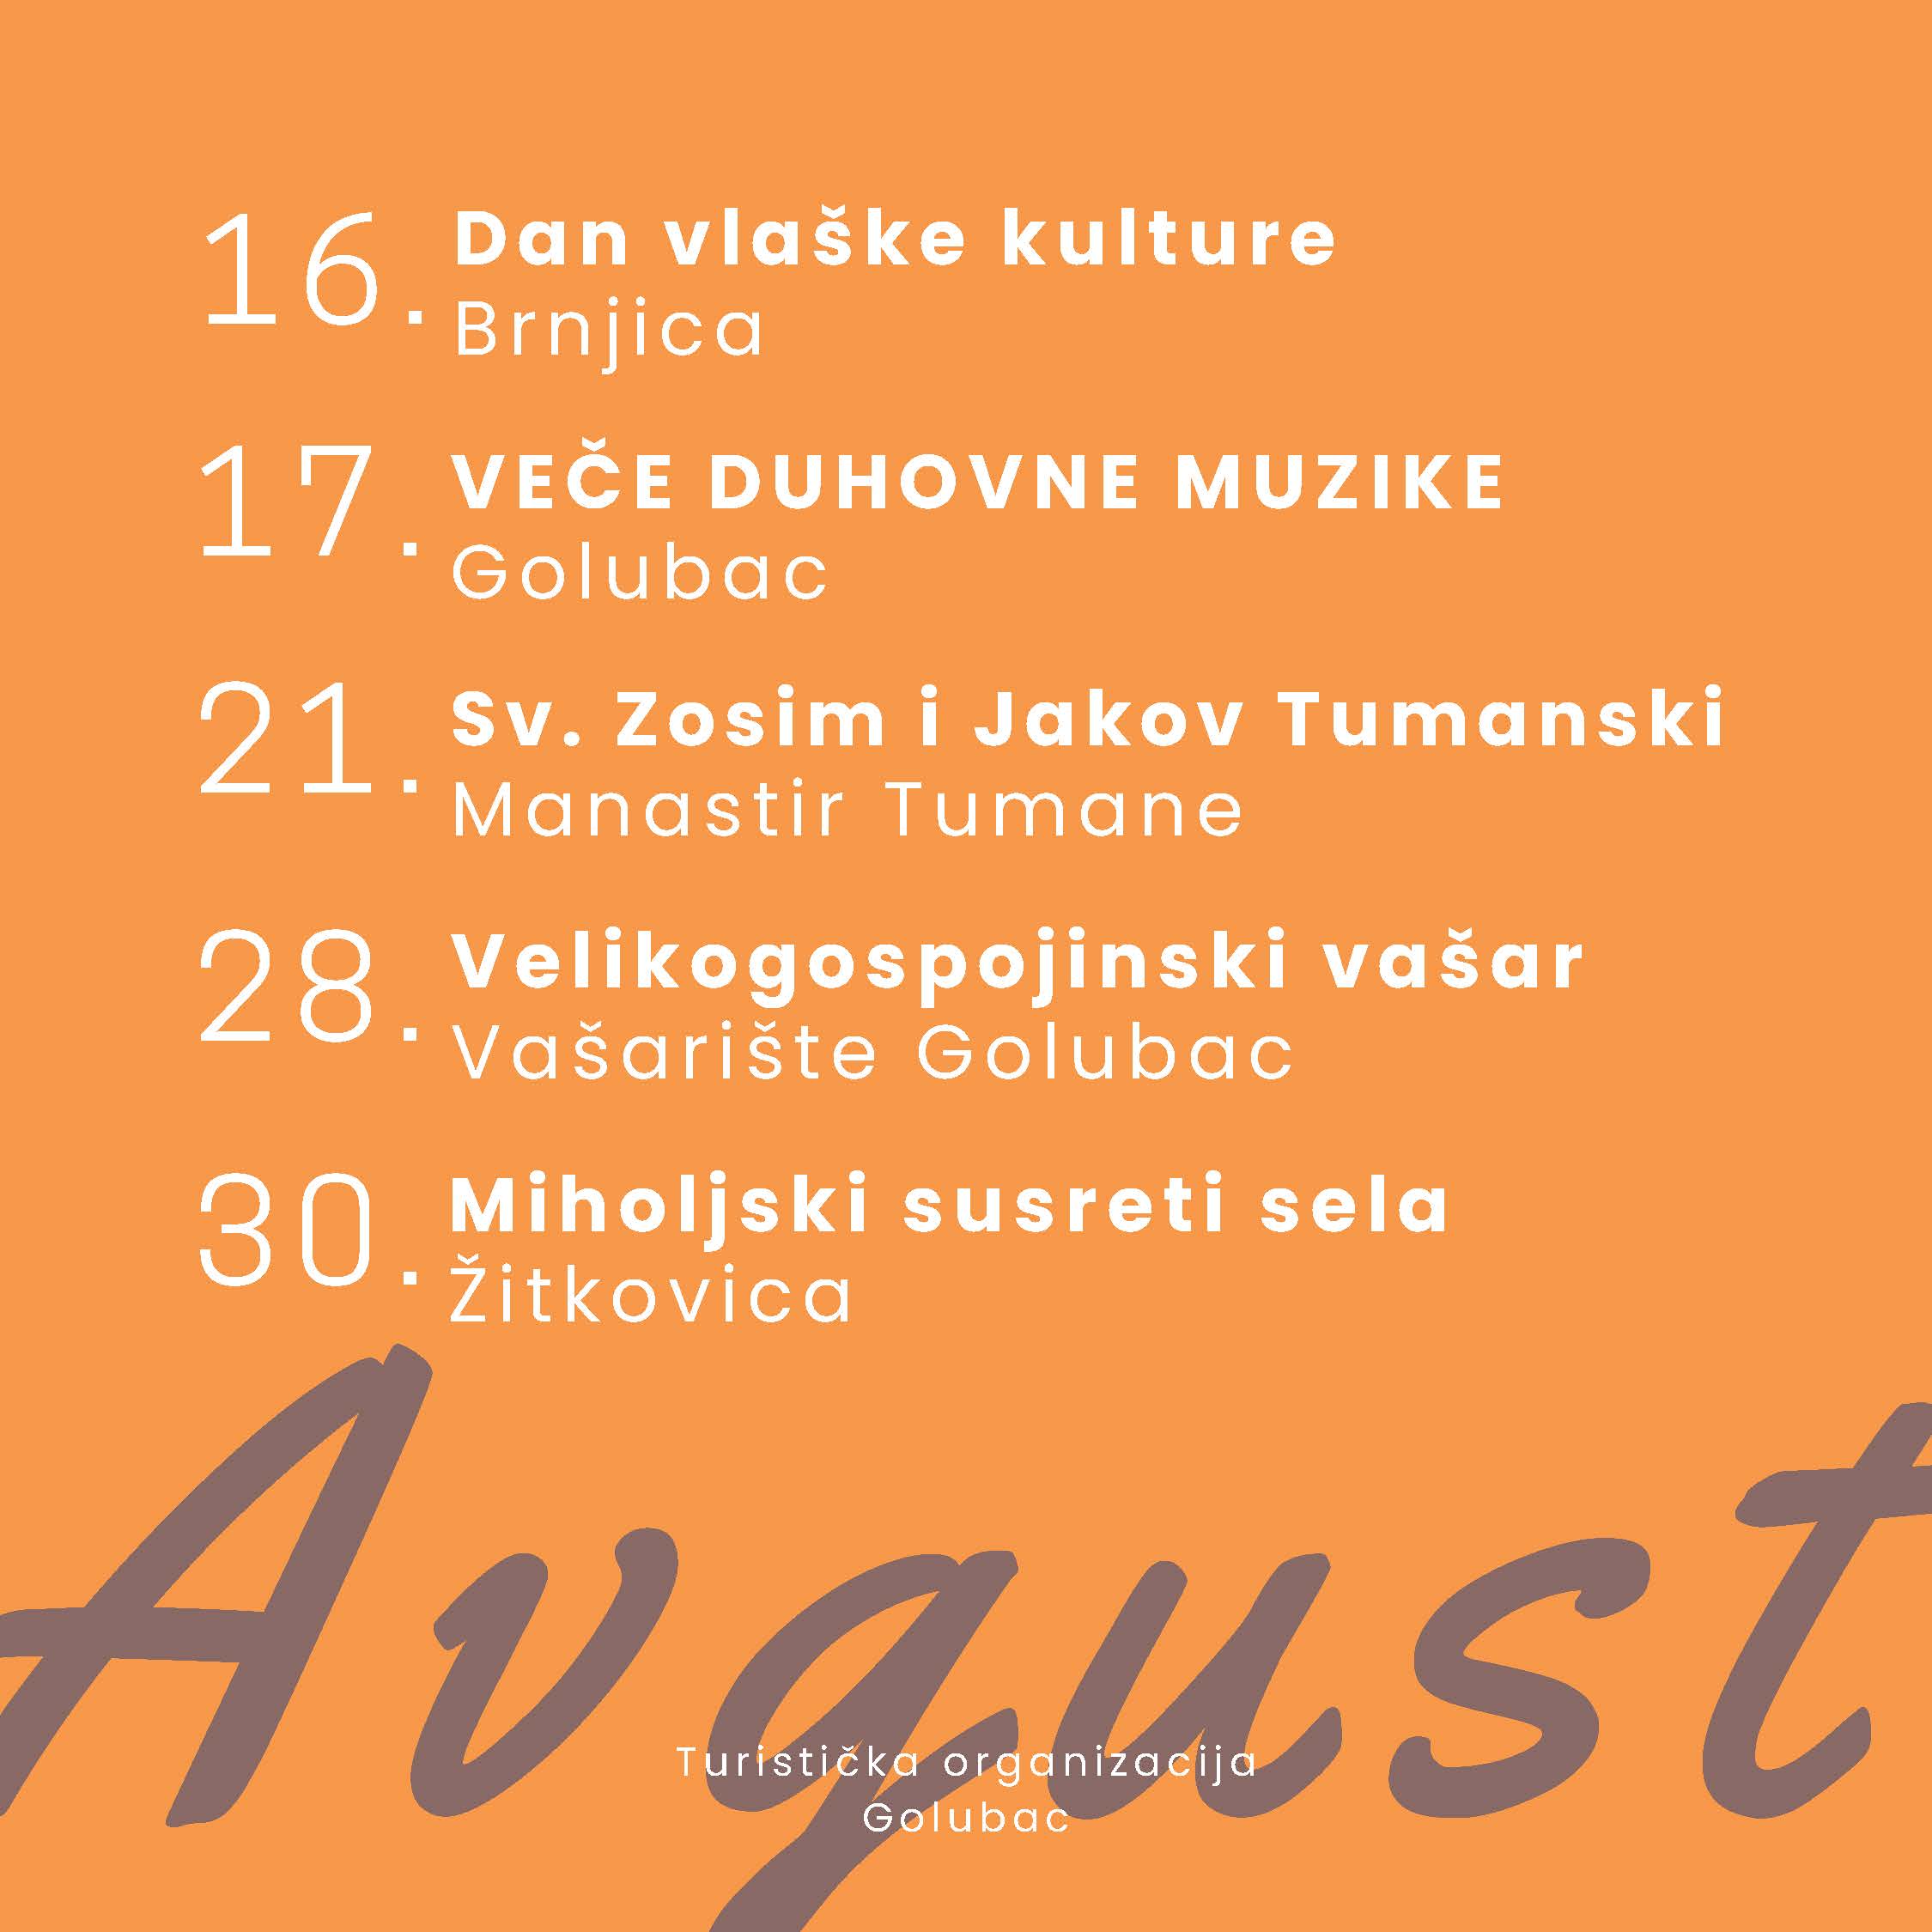 16. Dan vlaške kulture
Brnjica
17. VEČE DUHOVNE MUZIKE
Golubac
21. Sv. Zosim i Jakov Tumanski
Manastir Tumane
28. Velikogospojinski vašar
Vašarište Golubac
30. Miholjski susreti sela
Žitkovica
Avgust
Turistička organizacija
Golubac